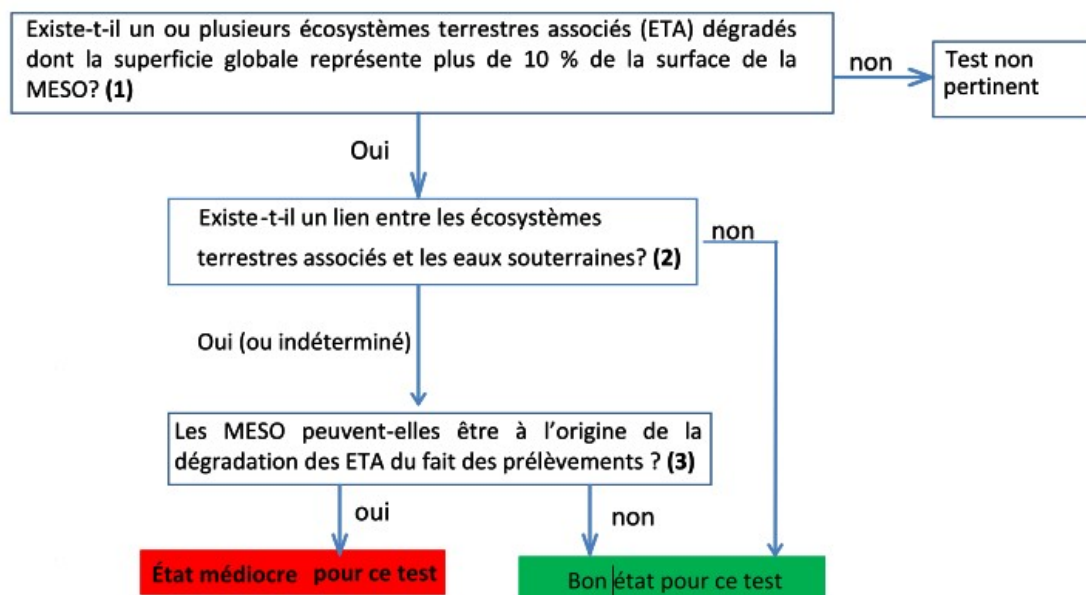 Existe-t-il un ou plusieurs écosystèmes terrestres associés (ETA) dégradés
dont la superficie globale représente plus de 10 % de la surface de la
MESO? (1)
non
Test non
pertinent
Oui
Existe-t-il un lien entre les écosystèmes
terrestres associés et les eaux souterraines? (2)
non
Oui (ou indéterminé)
Les MESO peuvent-elles être à l’origine de la
dégradation des ETA du fait des prélèvements ? (3)
oui
non
État médiocre pour ce test
Bon état pour ce test